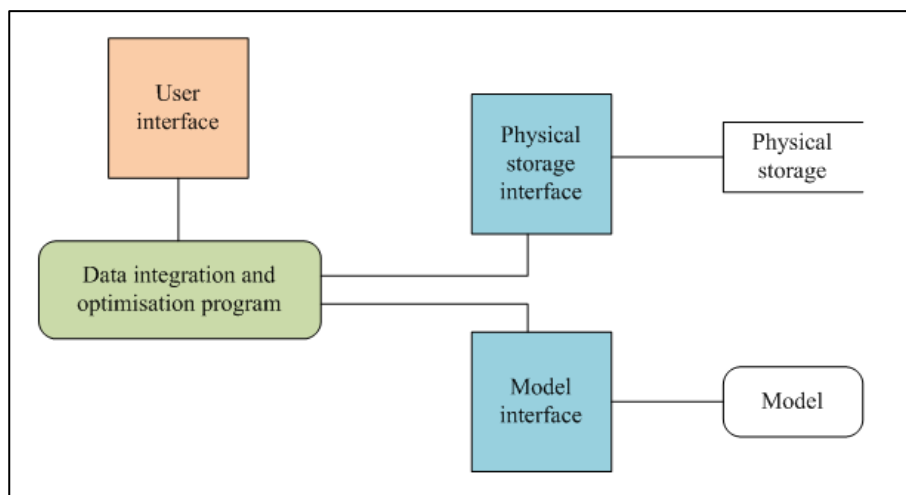 User
interface
Physical
storage
interface
Physical
storage
Data integration and
optimisation program
Model
interface
Model